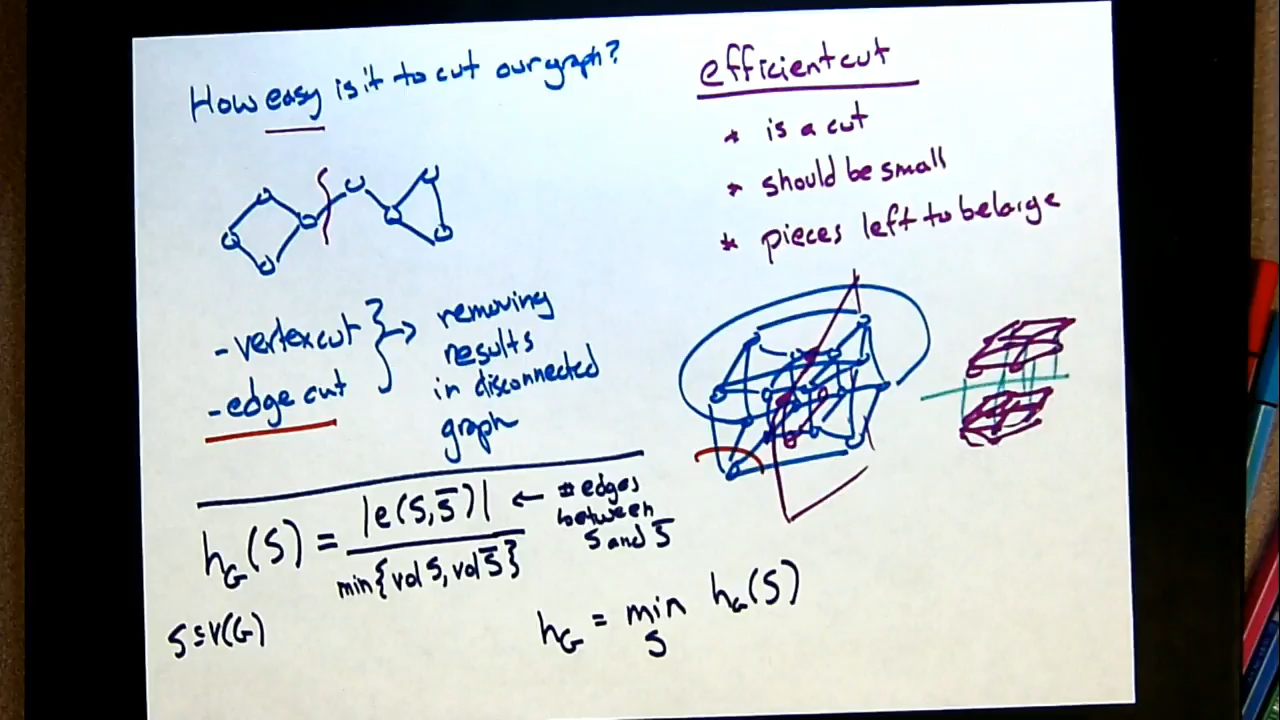 How easy is it to cut our graph?
- vertex cut
- edge cut
removing
results
in disconnected
graph
efficient cut
* is a cut
* should be small
* pieces left to be large
h_G(S) = |e(S, S̅)| / min{vol S, vol S̅}
← # edges
between
S and S̅
S ⊆ V(G)
h_G = min_S h_G(S)